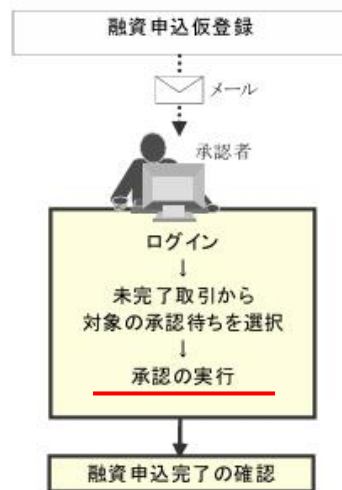 融資申込仮登録
メール
承認者
ログイン
↓
未完了取引から
対象の承認待ちを選択
↓
承認の実行
融資申込完了の確認